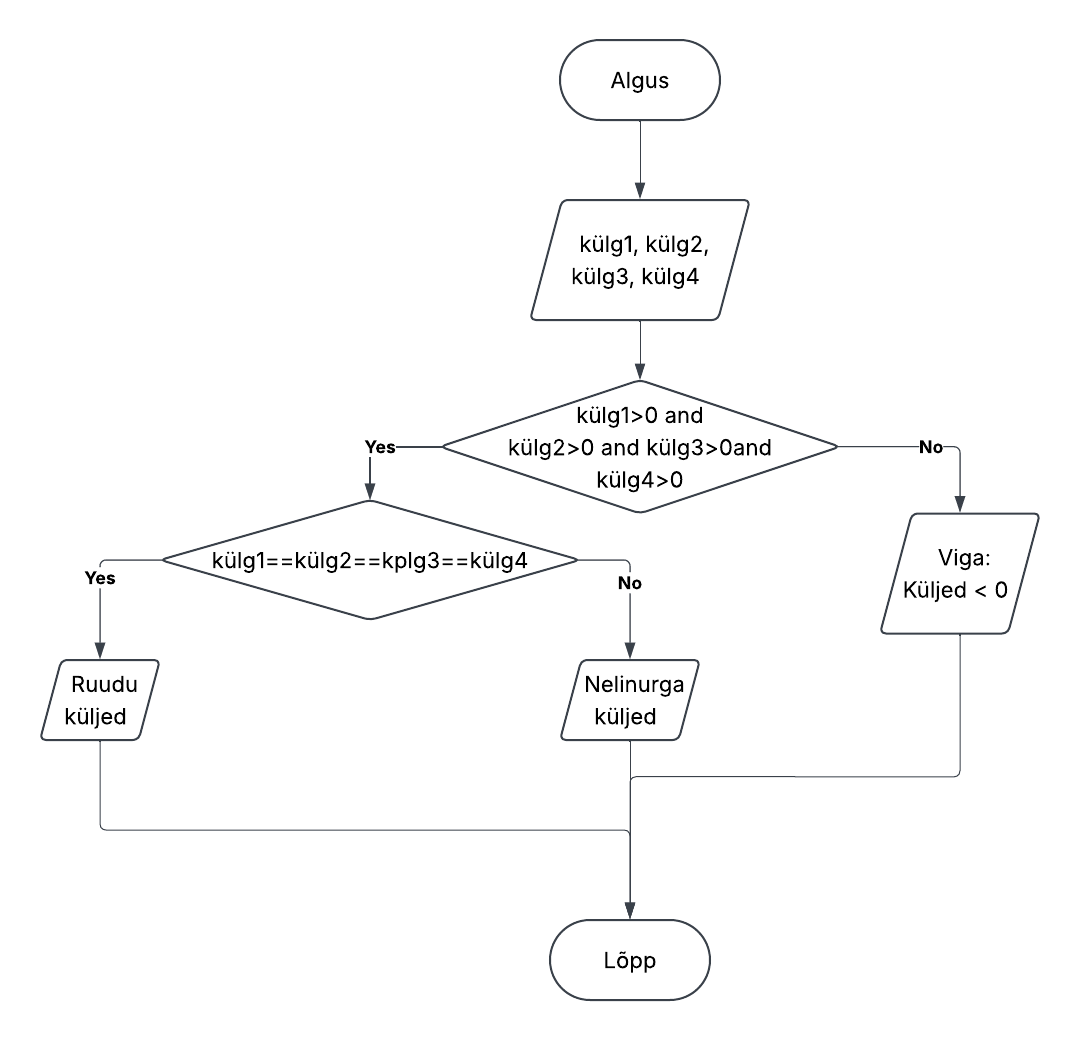 Algus
külg1, külg2,
külg3, külg4
külg1>0 and
külg2>0 and külg3>0and
külg4>0
Yes
No
külg1==külg2==kplg3==külg4
Yes
No
Viga:
Küljed < 0
Ruudu
küljed
Nelinurga
küljed
Lõpp